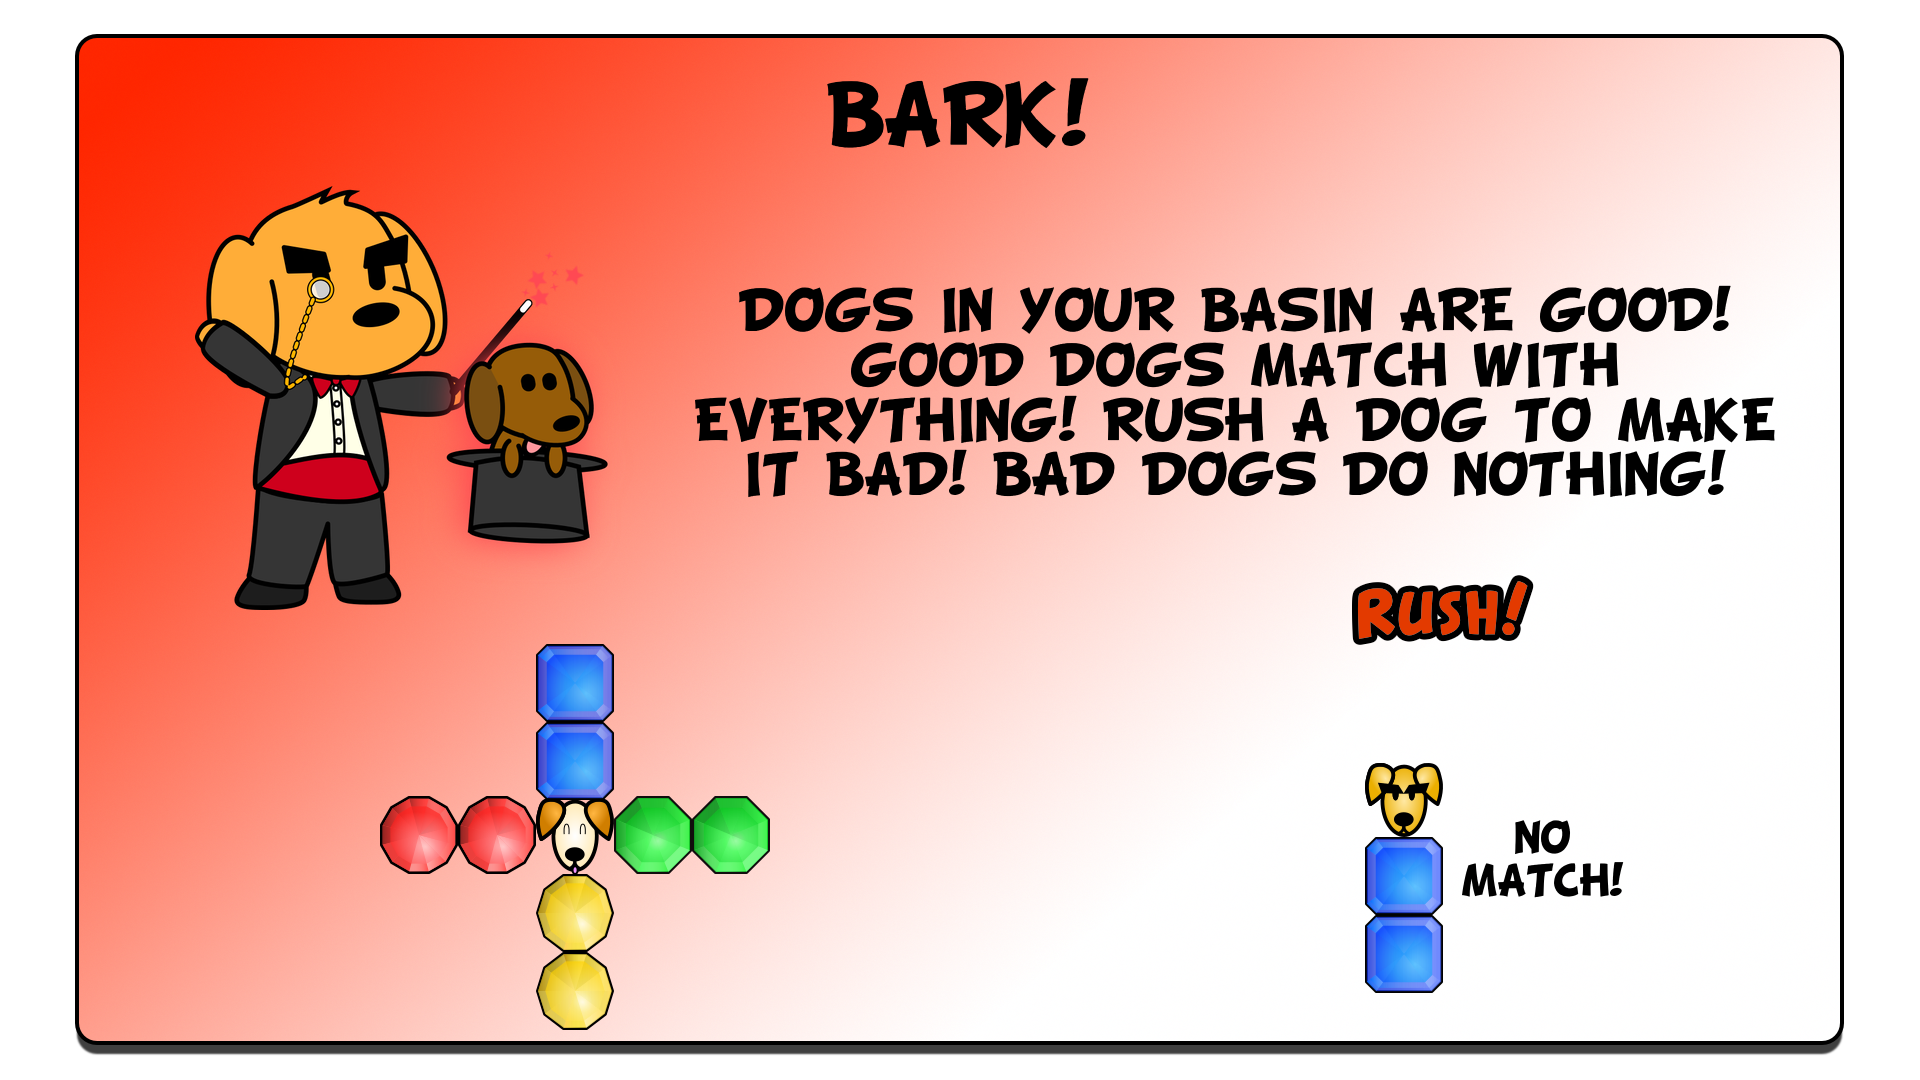 BARK!
DOGS IN YOUR BASIN ARE GOOD!
GOOD DOGS MATCH WITH
EVERYTHING! RUSH A DOG TO MAKE
IT BAD! BAD DOGS DO NOTHING!
RUSH!
NO
MATCH!